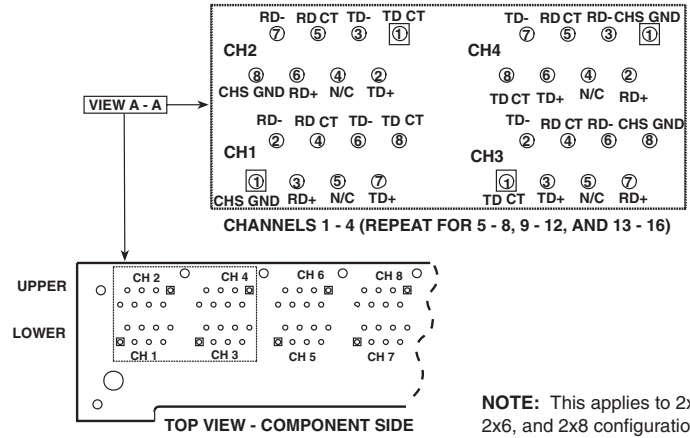 RD- RD CT TD- TD CT
7 5 3 1
CH2
8 6 4 2
CHS GND RD+ N/C TD+
TD- RD CT RD- CHS GND
7 5 3 1
CH4
8 6 4 2
TD CT TD+ N/C RD+
VIEW A - A
RD- RD CT TD- TD CT
2 4 6 8
CH1
1 3 5 7
CHS GND RD+ N/C TD+
TD- RD CT RD- CHS GND
2 4 6 8
CH3
1 3 5 7
TD CT TD+ N/C RD+
CHANNELS 1 - 4 (REPEAT FOR 5 - 8, 9 - 12, AND 13 - 16)
UPPER
CH 2 CH 4 CH 6 CH 8
LOWER
CH 1 CH 3 CH 5 CH 7
TOP VIEW - COMPONENT SIDE
NOTE: This applies to
2x6, and 2x8